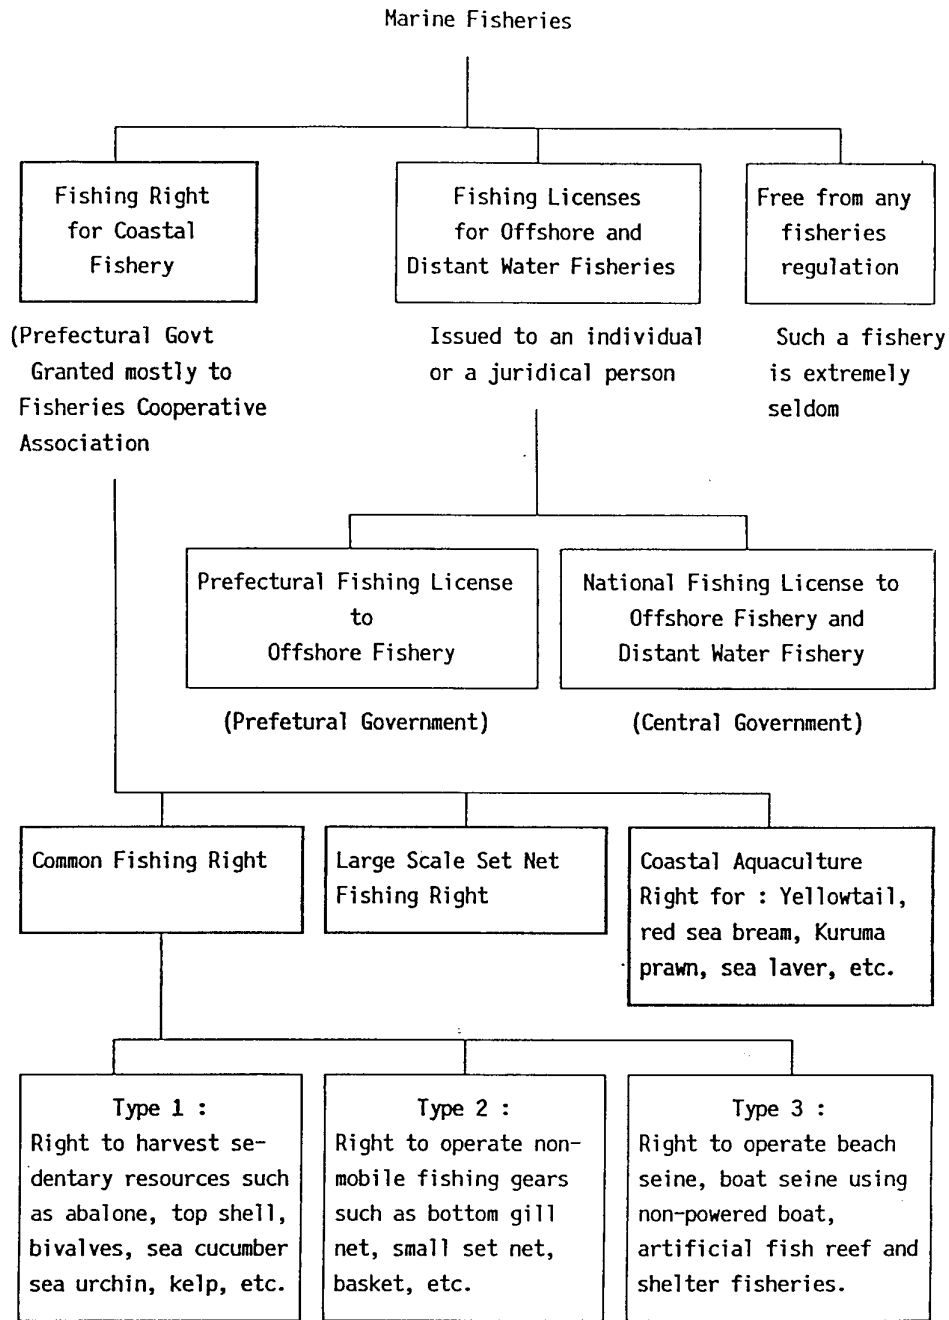 Marine Fisheries
Fishing Right
for Coastal
Fishery
Fishing Licenses
for Offshore and
Distant Water Fisheries
Free from any
fisheries
regulation
(Prefectural Govt
Granted mostly to
Fisheries Cooperative
Association
Issued to an individual
or a juridical person
Such a fishery
is extremely
seldom
Prefectural Fishing License
to
Offshore Fishery
National Fishing License to
Offshore Fishery and
Distant Water Fishery
(Prefetural Government)
(Central Government)
Common Fishing Right
Large Scale Set Net
Fishing Right
Coastal Aquaculture
Right for : Yellowtail,
red sea bream, Kuruma
prawn, sea laver, etc.
Type 1 :
Right to harvest se-
dentary resources such
as abalone, top shell,
bivalves, sea cucumber
sea urchin, kelp, etc.
Type 2 :
Right to operate non-
mobile fishing gears
such as bottom gill
net, small set net,
basket, etc.
Type 3 :
Right to operate beach
seine, boat seine using
non-powered boat,
artificial fish reef and
shelter fisheries.